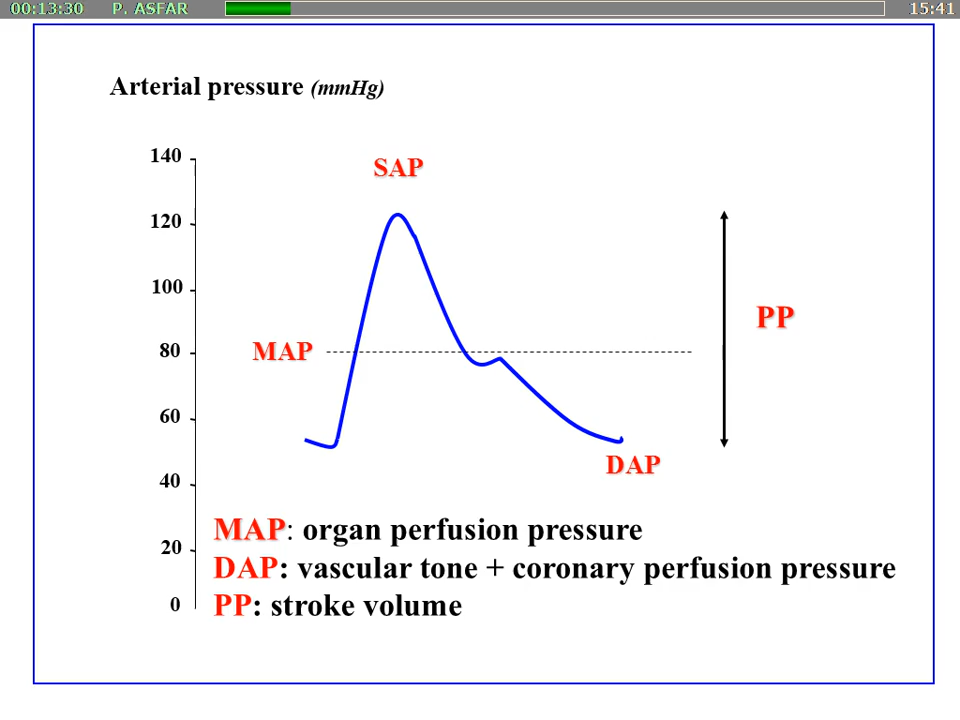 00:13:30 P. ASFAR 15:41
Arterial pressure (mmHg)
140
SAP
120
100
PP
80
MAP
60
DAP
40
MAP: organ perfusion pressure
20
DAP: vascular tone + coronary perfusion pressure
PP: stroke volume
0